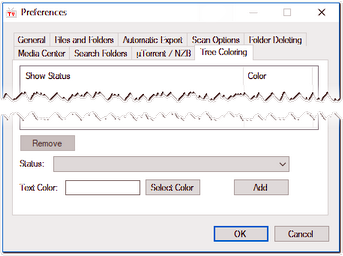 Preferences
General Files and Folders Automatic Export Scan Options Folder Deleting
Media Center Search Folders µTorrent / NZB Tree Coloring
Show Status Color
Remove
Status:
Text Color: Select Color Add
OK Cancel